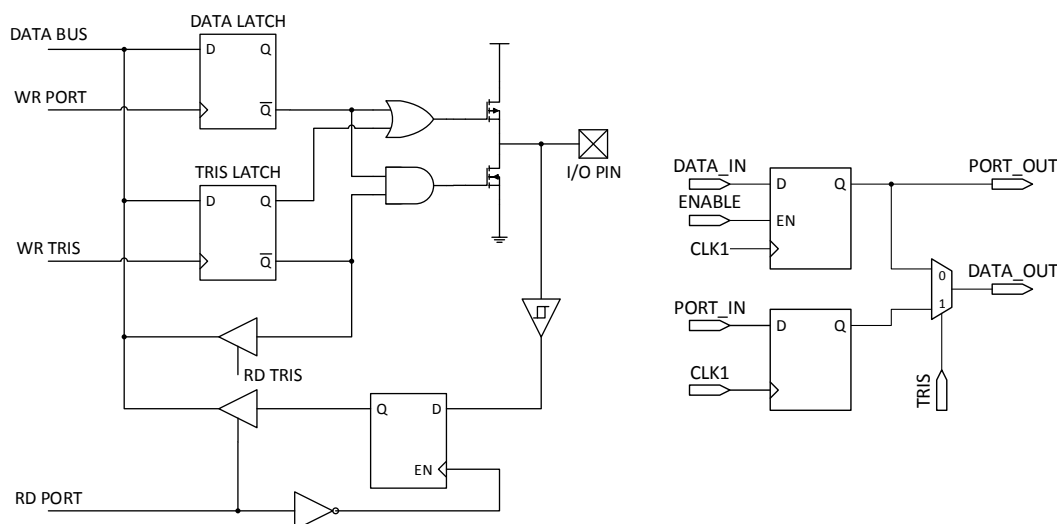 DATA LATCH
DATA BUS
D
Q
WR PORT
Q
I/O PIN
TRIS LATCH
D
Q
WR TRIS
Q
RD TRIS
Q
D
EN
RD PORT
DATA_IN
D
Q
PORT_OUT
ENABLE
EN
CLK1
0
DATA_OUT
1
PORT_IN
D
Q
CLK1
TRIS